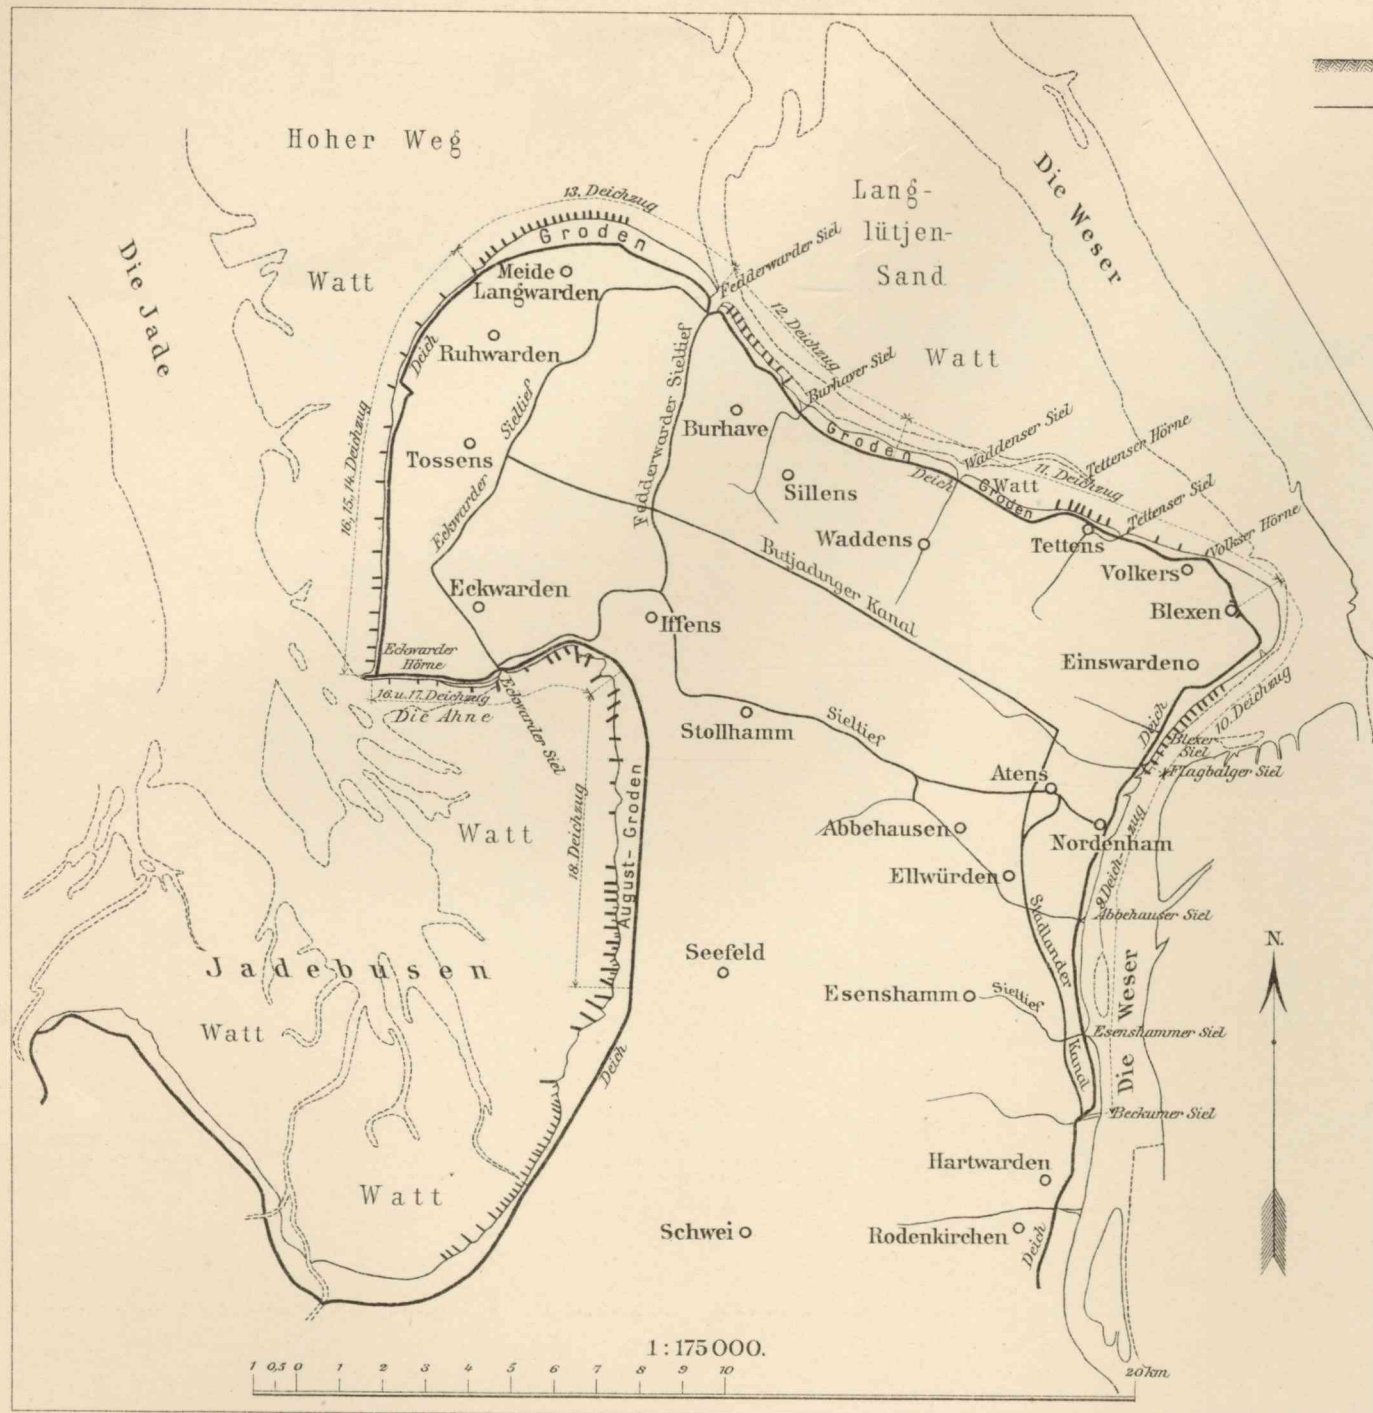 Hoher Weg
Die Jade
Watt
13. Deichzug
Groden
Meide
Langwarden
Ruhwarden
Deich
Sieltief
Eckwarder
Tossens
16, 15, 14. Deichzug
Eckwarden
Eckwarder
Hörne
16. u. 17. Deichzug
Die Ahne
Eckwarder Siel
Fedderwarder Sieltief
Fedderwarder Siel
Lang-
lütjen-
Sand
Watt
Die Weser
12. Deichzug
Burhaver Siel
Burhave
Groden
Deich
Waddenser Siel
Tettenser Hörne
11. Deichzug
Watt
Groden
Tettenser Siel
Volkser Hörne
Sillens
Waddens
Tettens
Volkers
Blexen
Einswarden
Butjadinger Kanal
Iffens
Stollhamm
Sieltief
Deich
10. Deichzug
Blexer
Siel
Flagbalger Siel
Atens
Abbehausen
Nordenham
Ellwürden
9. Deich-
zug
Abbehauser Siel
Watt
18. Deichzug
August-Groden
Jadebusen
Watt
Seefeld
Esenshamm
Sieltief
Stadlander
Kanal
Esenshammer Siel
Die Weser
N.
Deich
Beckumer Siel
Watt
Hartwarden
Schwei
Rodenkirchen
Deich
1:175000.
1 0,5 0 1 2 3 4 5 6 7 8 9 10 20 km